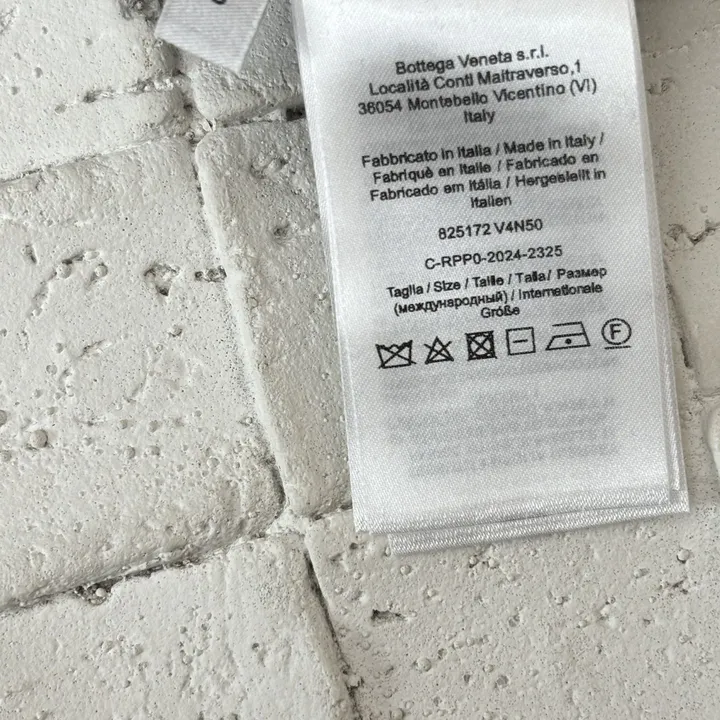 Bottega Veneta s.r.l.
Località Conti Maltraverso,1
36054 Montebello Vicentino (VI)
Italy
Fabbricato in Italia / Made in Italy /
Fabriqué en Italie / Fabricado en
Fabricado em Itália / Hergestellt in
Italien
825172 V4N50
C-RPP0-2024-2325
Taglia / Size / Taille / Talla / Размер
(международный) / Internationale
Größe
F